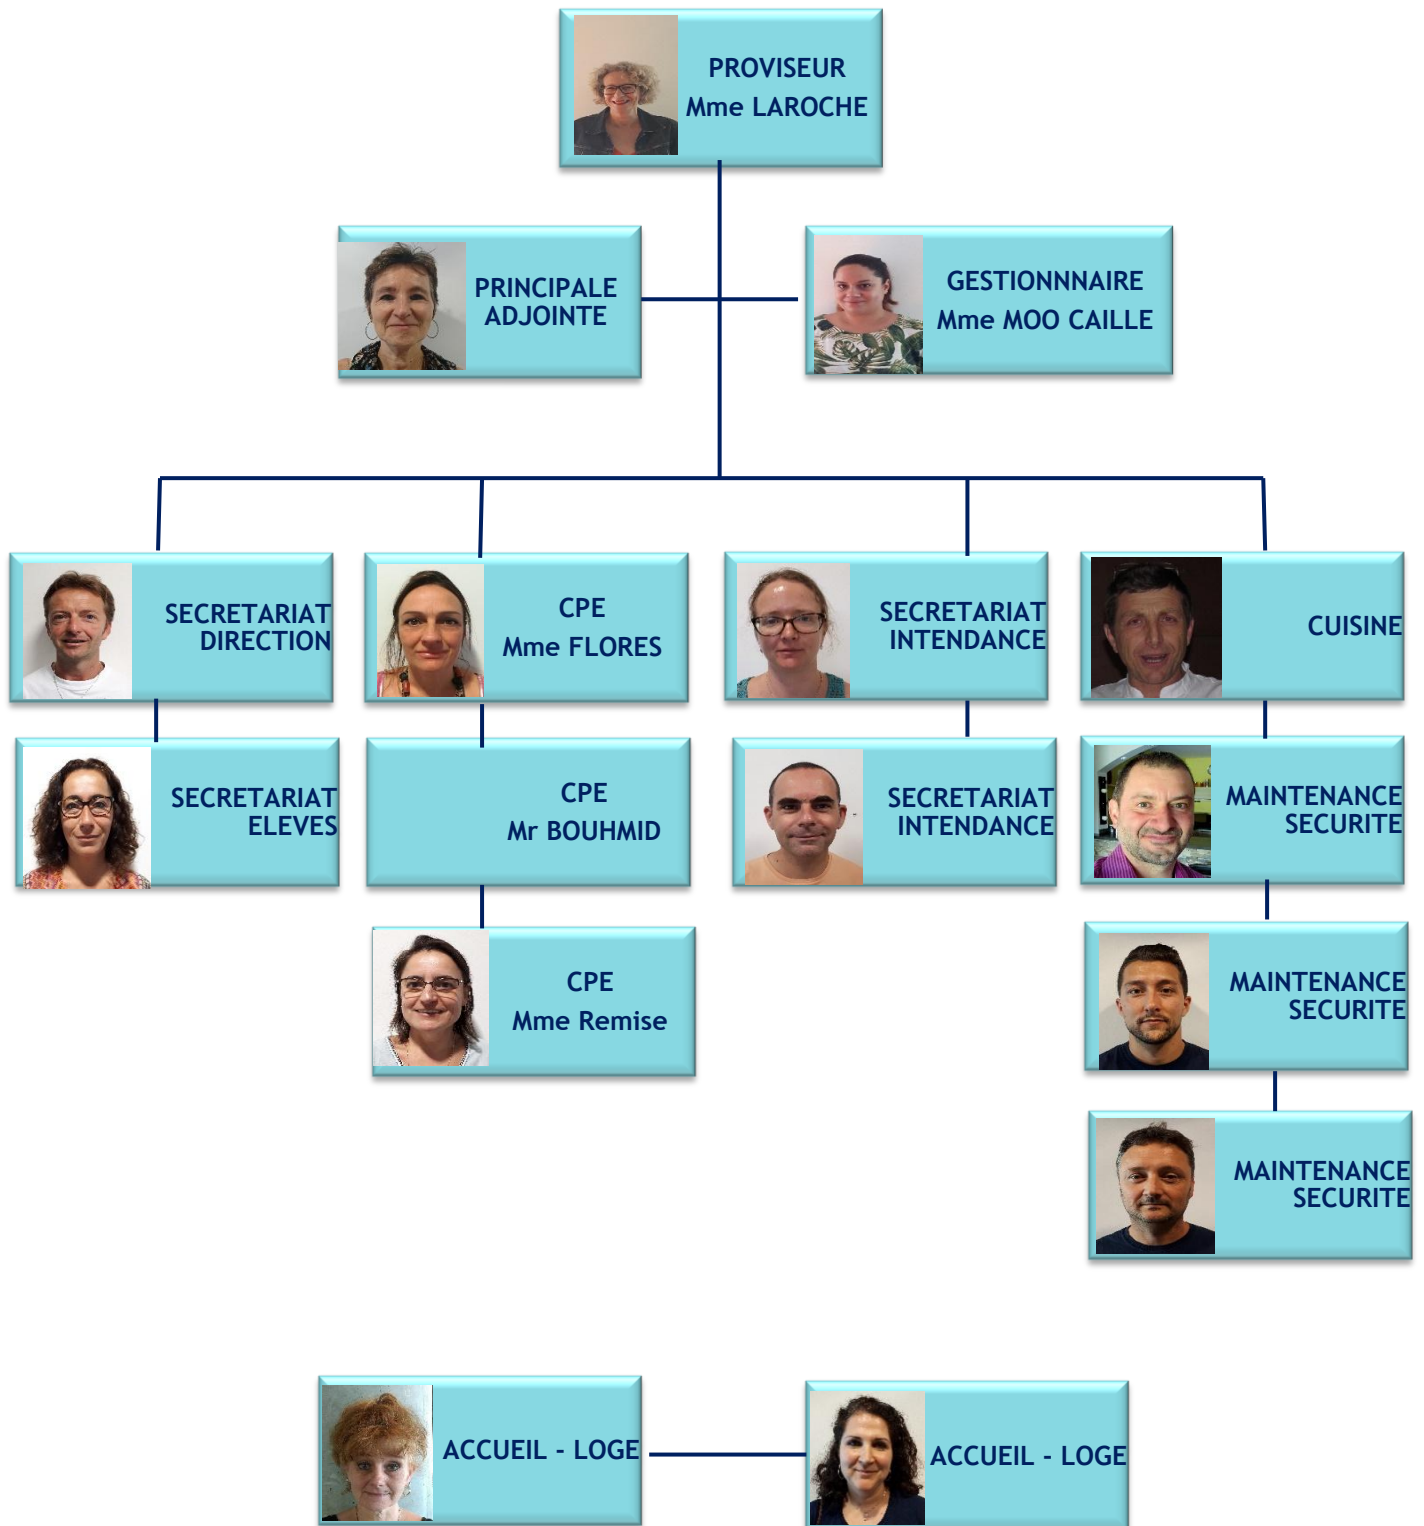 PROVISEUR
Mme LAROCHE
PRINCIPALE
ADJOINTE
GESTIONNNAIRE
Mme MOO CAILLE
SECRETARIAT
DIRECTION
CPE
Mme FLORES
SECRETARIAT
INTENDANCE
CUISINE
SECRETARIAT
ELEVES
CPE
Mr BOUHMID
SECRETARIAT
INTENDANCE
MAINTENANCE
SECURITE
CPE
Mme Remise
MAINTENANCE
SECURITE
MAINTENANCE
SECURITE
ACCUEIL - LOGE
ACCUEIL - LOGE